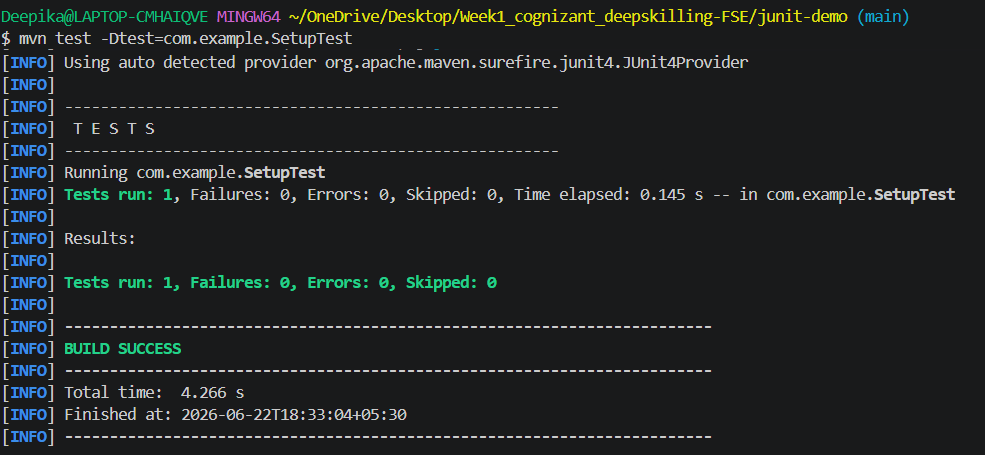 Deepika@LAPTOP-CMHAIQVE MINGW64 ~/OneDrive/Desktop/Week1_cognizant_deepskilling-FSE/junit-demo (main)
$ mvn test -Dtest=com.example.SetupTest
[INFO] Using auto detected provider org.apache.maven.surefire.junit4.JUnit4Provider
[INFO]
[INFO] -------------------------------------------------------
[INFO]  T E S T S
[INFO] -------------------------------------------------------
[INFO] Running com.example.SetupTest
[INFO] Tests run: 1, Failures: 0, Errors: 0, Skipped: 0, Time elapsed: 0.145 s -- in com.example.SetupTest
[INFO]
[INFO] Results:
[INFO]
[INFO] Tests run: 1, Failures: 0, Errors: 0, Skipped: 0
[INFO]
[INFO] ------------------------------------------------------------------------
[INFO] BUILD SUCCESS
[INFO] ------------------------------------------------------------------------
[INFO] Total time:  4.266 s
[INFO] Finished at: 2026-06-22T18:33:04+05:30
[INFO] ------------------------------------------------------------------------